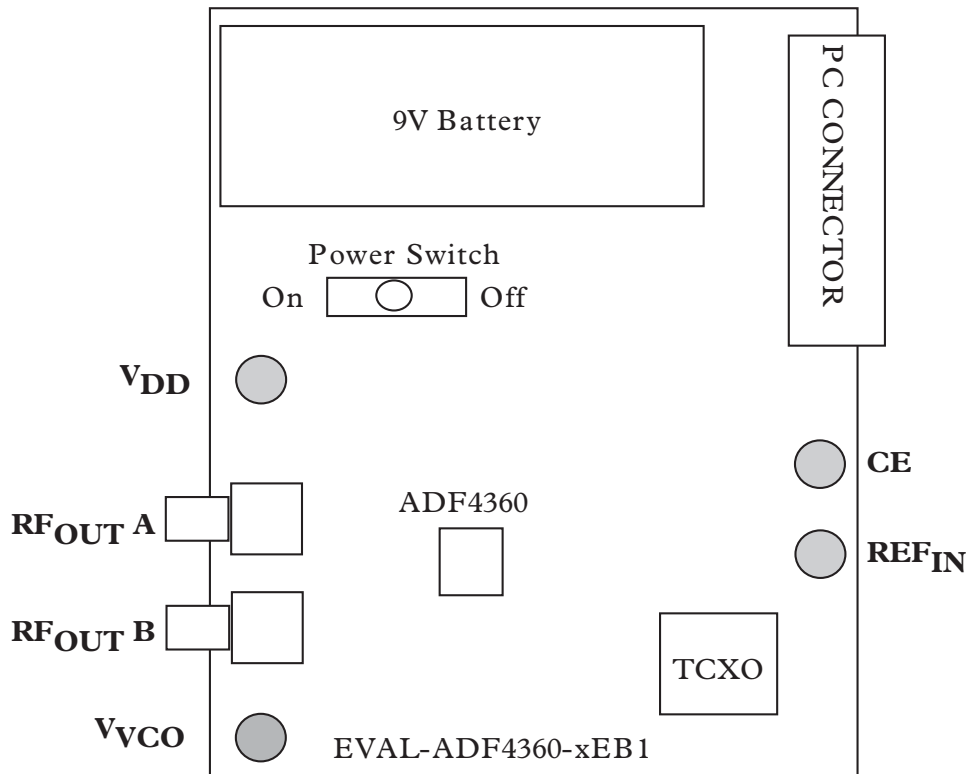 9V Battery
PC CONNECTOR
Power Switch
On Off
VDD
CE
ADF4360
RFOUT A
REFIN
RFOUT B
TCXO
VVCO
EVAL-ADF4360-xEB1